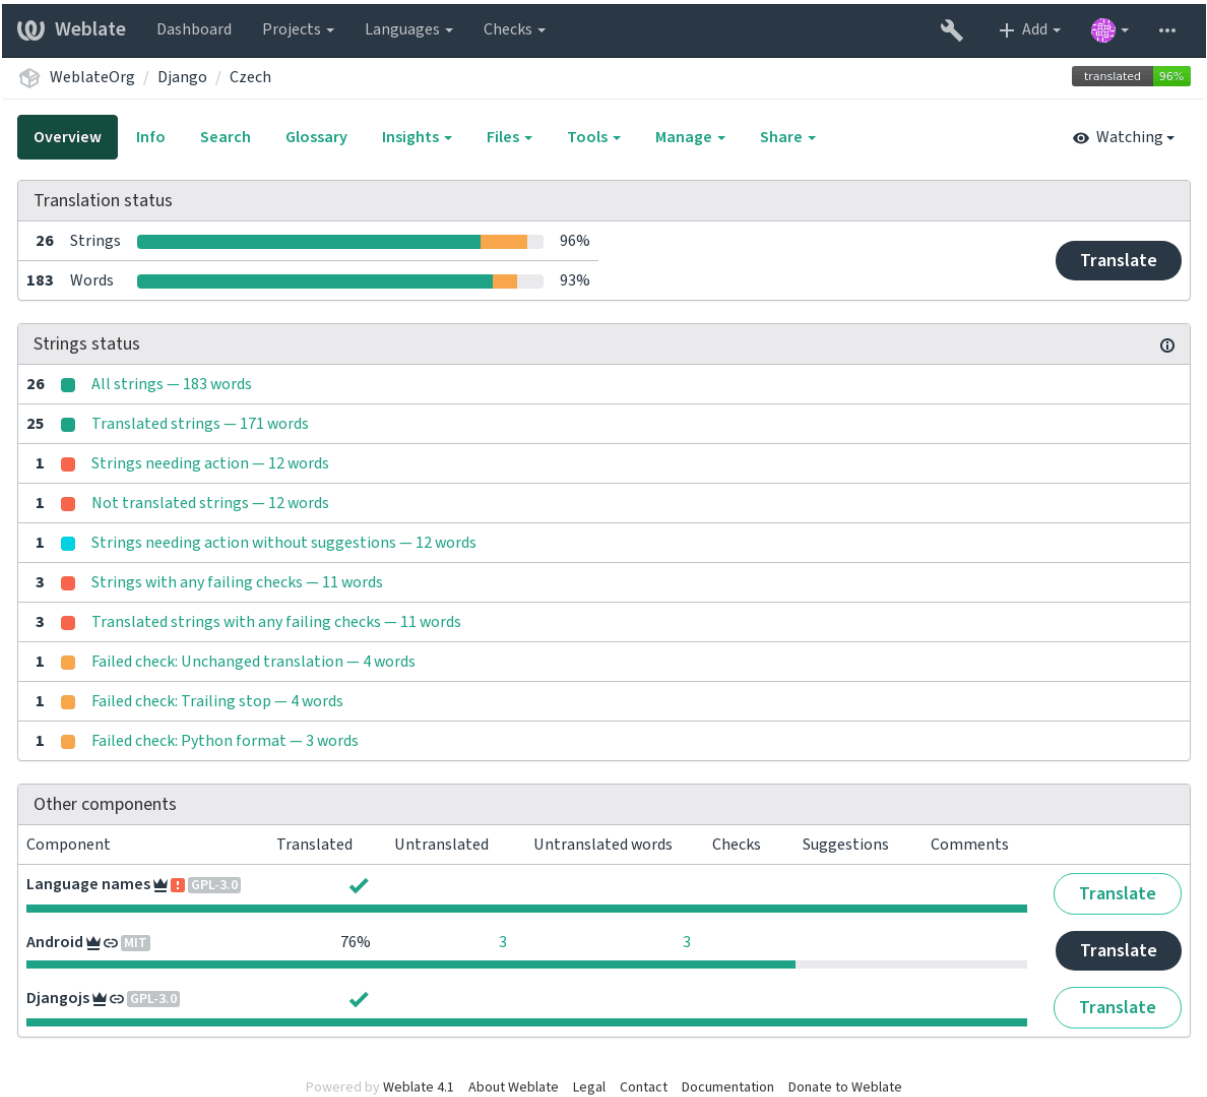 Weblate Dashboard Projects Languages Checks Add
WeblateOrg / Django / Czech translated 96%
Overview Info Search Glossary Insights Files Tools Manage Share Watching
Translation status
26 Strings 96%
Translate
183 Words 93%
Strings status
26 All strings — 183 words
25 Translated strings — 171 words
1 Strings needing action — 12 words
1 Not translated strings — 12 words
1 Strings needing action without suggestions — 12 words
3 Strings with any failing checks — 11 words
3 Translated strings with any failing checks — 11 words
1 Failed check: Unchanged translation — 4 words
1 Failed check: Trailing stop — 4 words
1 Failed check: Python format — 3 words
Other components
Component Translated Untranslated Untranslated words Checks Suggestions Comments
Language names GPL-3.0 Translate
Android MIT 76% 3 3 Translate
Djangojs GPL-3.0 Translate
Powered by Weblate 4.1 About Weblate Legal Contact Documentation Donate to Weblate